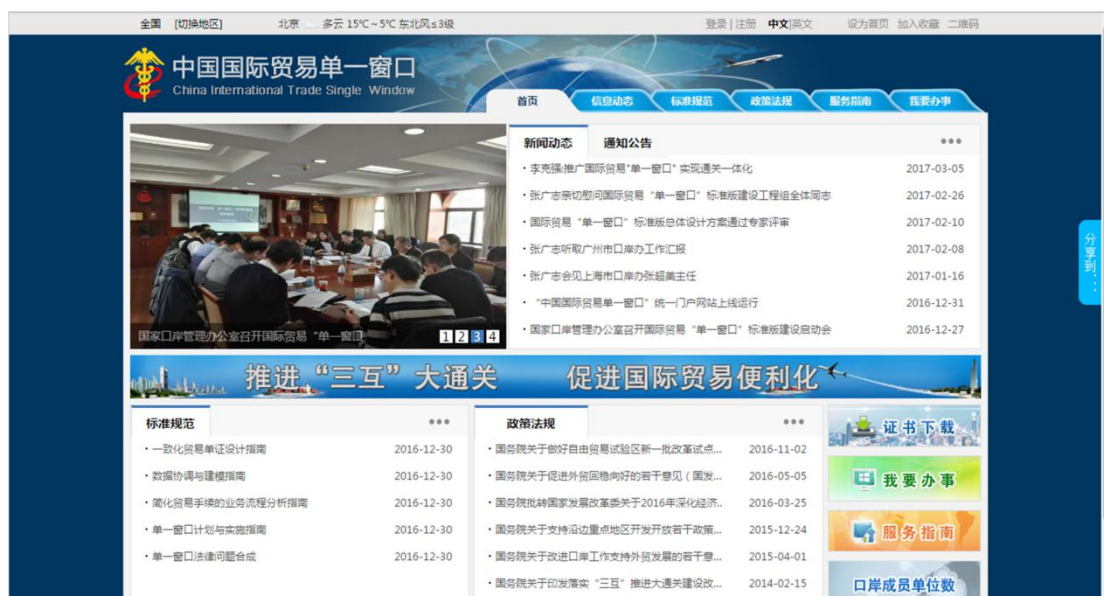 全国 [切换地区] 北京 多云 15℃~5℃ 东北风≤3级 登录|注册 中文|英文 设为首页 加入收藏 二维码
中国国际贸易单一窗口
China International Trade Single Window
首页 信息动态 标准规范 政策法规 服务指南 我要办事
新闻动态 通知公告 •••
·李克强:推广国际贸易"单一窗口" 实现通关一体化 2017-03-05
·张广志亲切慰问国际贸易“单一窗口”标准版建设工程组全体同志 2017-02-26
·国际贸易“单一窗口”标准版总体设计方案通过专家评审 2017-02-10
·张广志听取广州市口岸办工作汇报 2017-02-08
·张广志会见上海市口岸办张超美主任 2017-01-16
·“中国国际贸易单一窗口”统一门户网站上线运行 2016-12-31
·国家口岸管理办公室召开国际贸易“单一窗口”标准版建设启动会 2016-12-27
国家口岸管理办公室召开国际贸易“单一窗口 1 2 3 4
分享到:...
推进“三互”大通关 促进国际贸易便利化
标准规范 •••
·一致化贸易单证设计指南 2016-12-30
·数据协调与建模指南 2016-12-30
·简化贸易手续的业务流程分析指南 2016-12-30
·单一窗口计划与实施指南 2016-12-30
·单一窗口法律问题合成 2016-12-30
政策法规 •••
·国务院关于做好自由贸易试验区新一批改革试点... 2016-11-02
·国务院关于促进外贸回稳向好的若干意见(国发... 2016-05-05
·国务院批转国家发展改革委关于2016年深化经济.. 2016-03-25
·国务院关于支持沿边重点地区开发开放若干政策... 2015-12-24
·国务院关于改进口岸工作支持外贸发展的若干意... 2015-04-01
·国务院关于印发落实“三互”推进大通关建设改... 2014-02-15
证书下载
我要办事
服务指南
口岸成员单位数